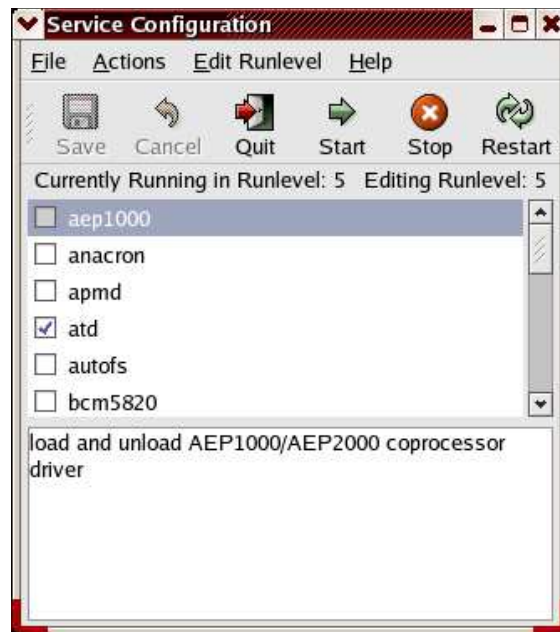 Service Configuration
File Actions Edit Runlevel Help
Save Cancel Quit Start Stop Restart
Currently Running in Runlevel: 5 Editing Runlevel: 5
aep1000
anacron
apmd
atd
autofs
bcm5820
load and unload AEP1000/AEP2000 coprocessor
driver